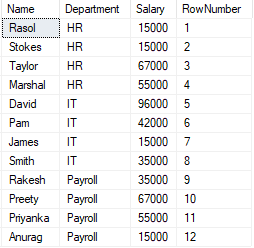 Name Department Salary RowNumber
Rasol HR 15000 1
Stokes HR 15000 2
Taylor HR 67000 3
Marshal HR 55000 4
David IT 96000 5
Pam IT 42000 6
James IT 15000 7
Smith IT 35000 8
Rakesh Payroll 35000 9
Preety Payroll 67000 10
Priyanka Payroll 55000 11
Anurag Payroll 15000 12